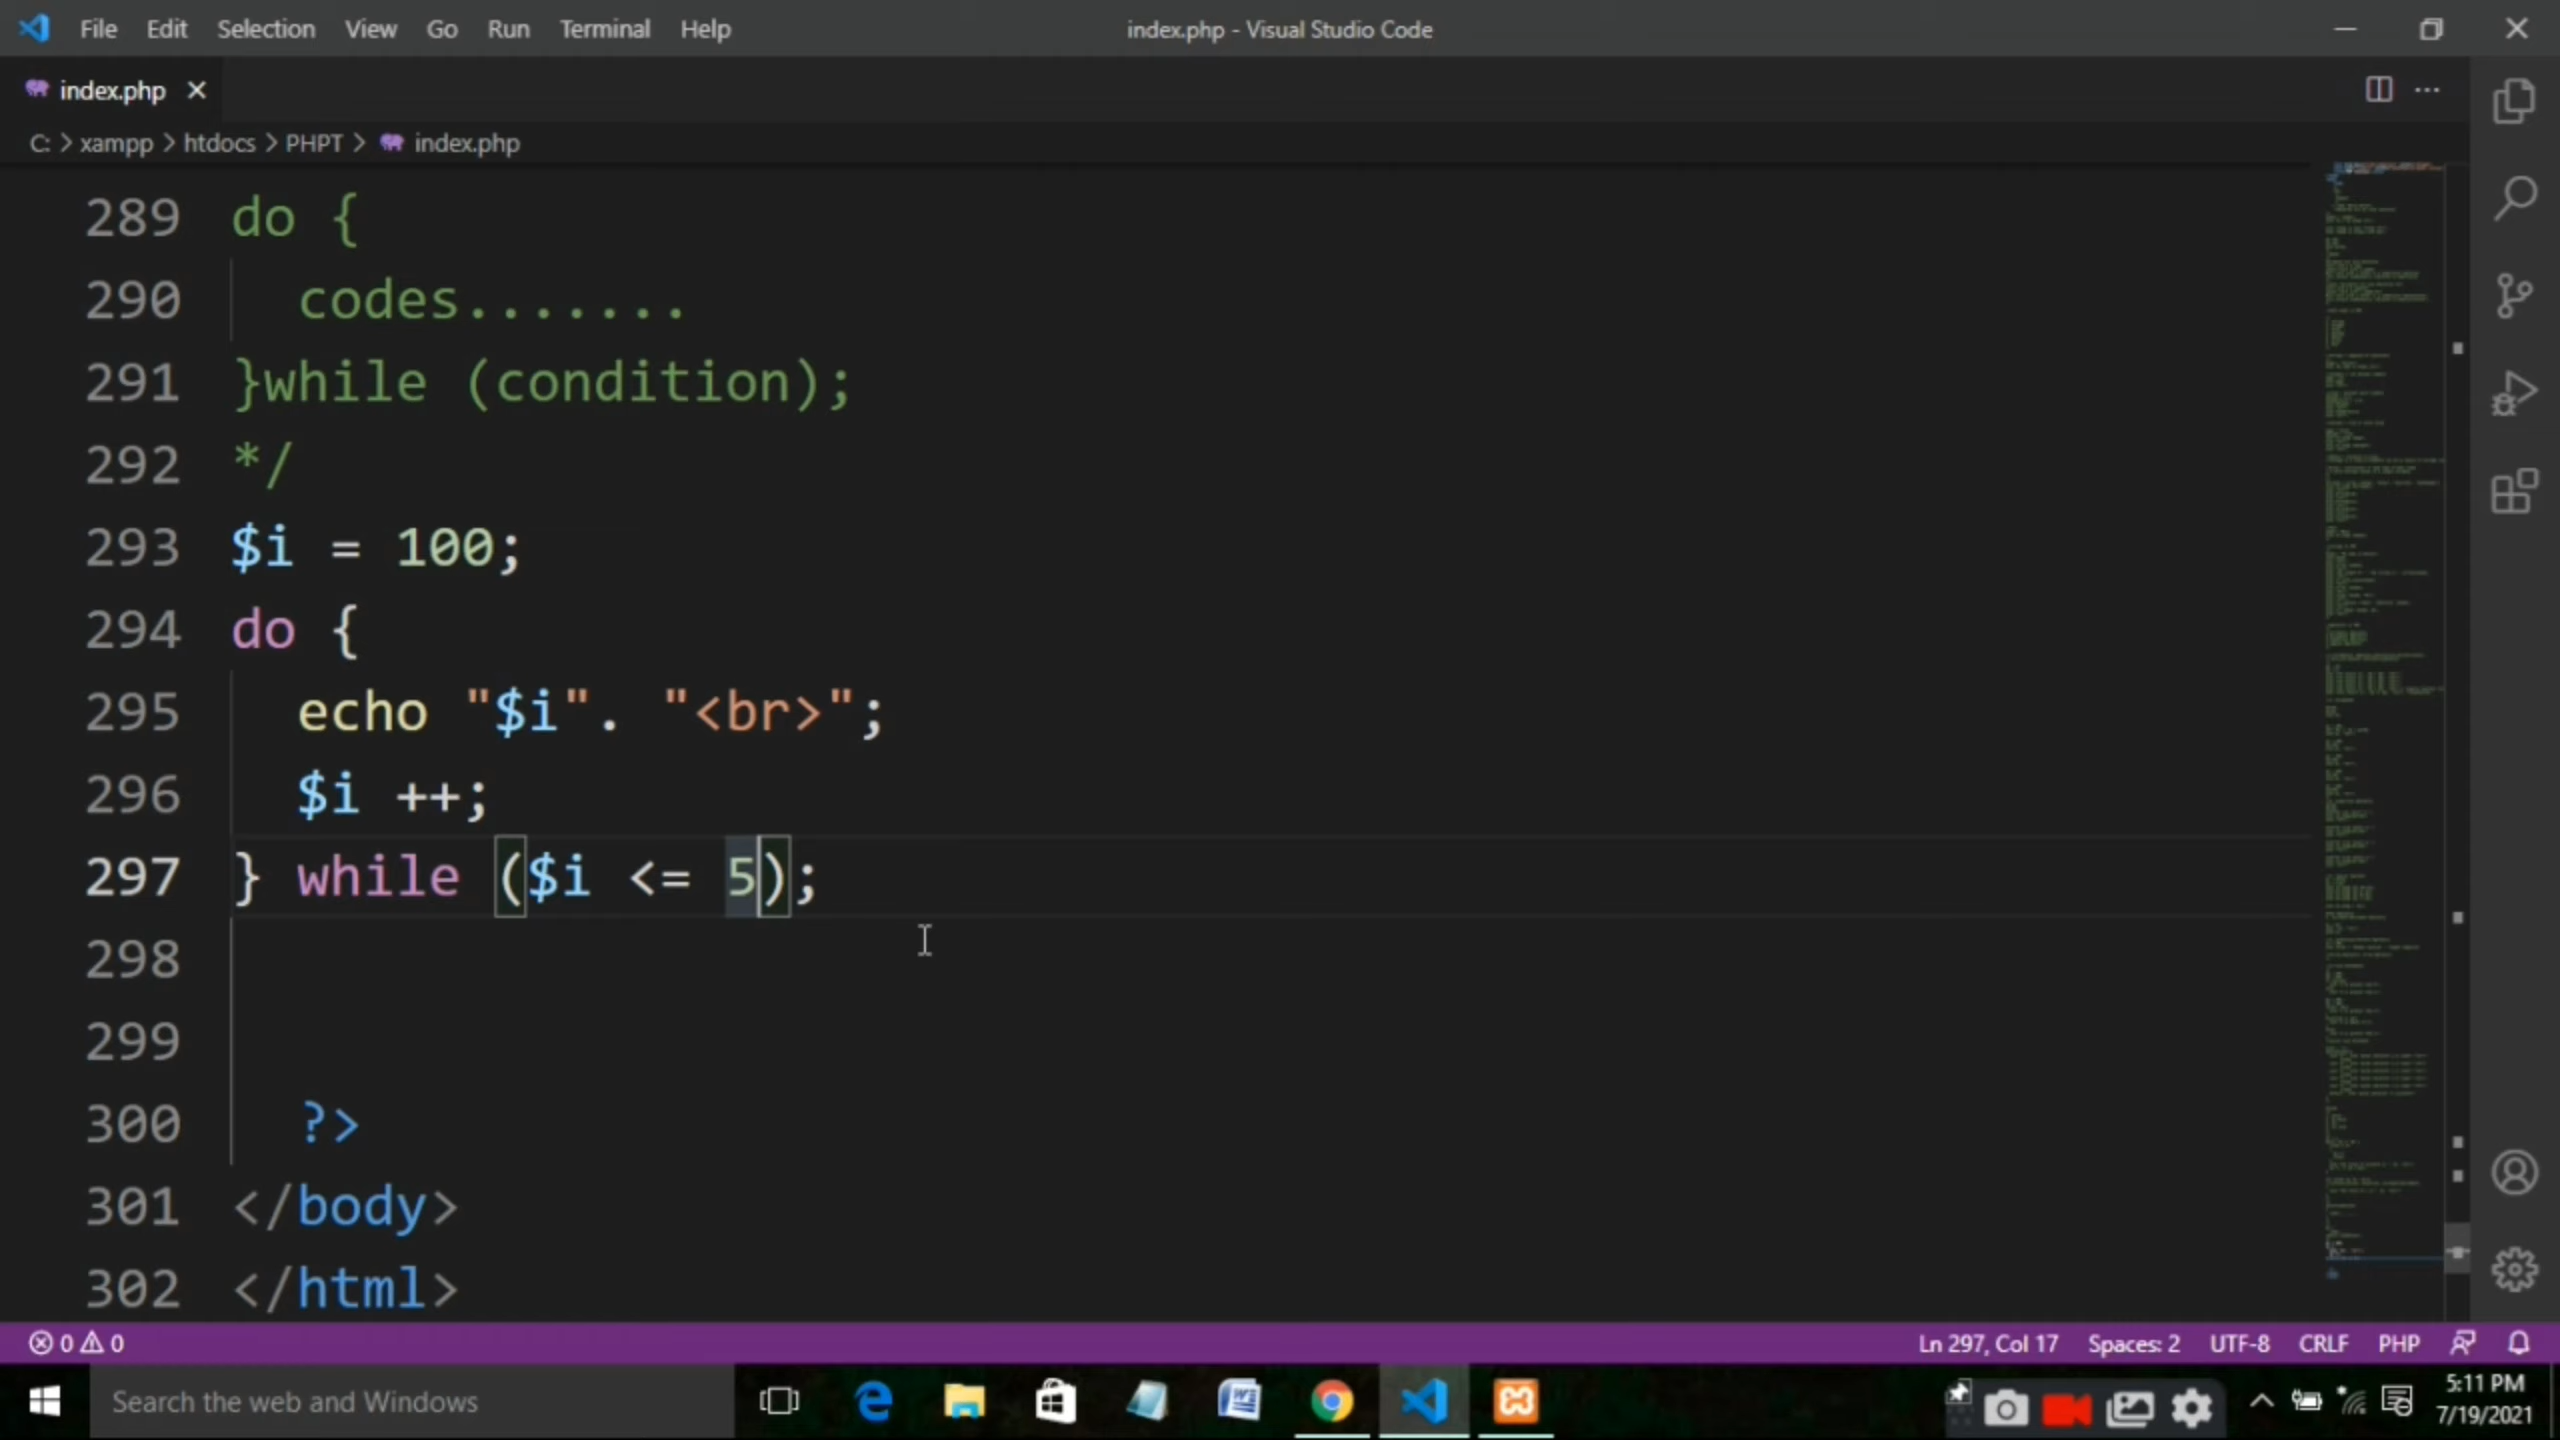 File Edit Selection View Go Run Terminal Help index.php - Visual Studio Code
index.php
C: > xampp > htdocs > PHPT > index.php
289 do {
290 codes.......
291 }while (condition);
292 */
293 $i = 100;
294 do {
295 echo "$i". "<br>";
296 $i ++;
297 } while ($i <= 5);
298
299
300 ?>
301 </body>
302 </html>
0 0 Ln 297, Col 17 Spaces: 2 UTF-8 CRLF PHP
Search the web and Windows
5:11 PM
7/19/2021